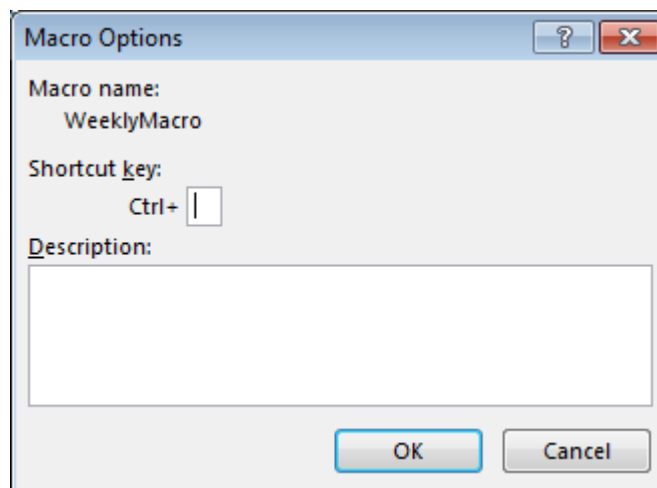 Macro Options
?
Macro name:
WeeklyMacro
Shortcut key:
Ctrl+
Description:
OK Cancel